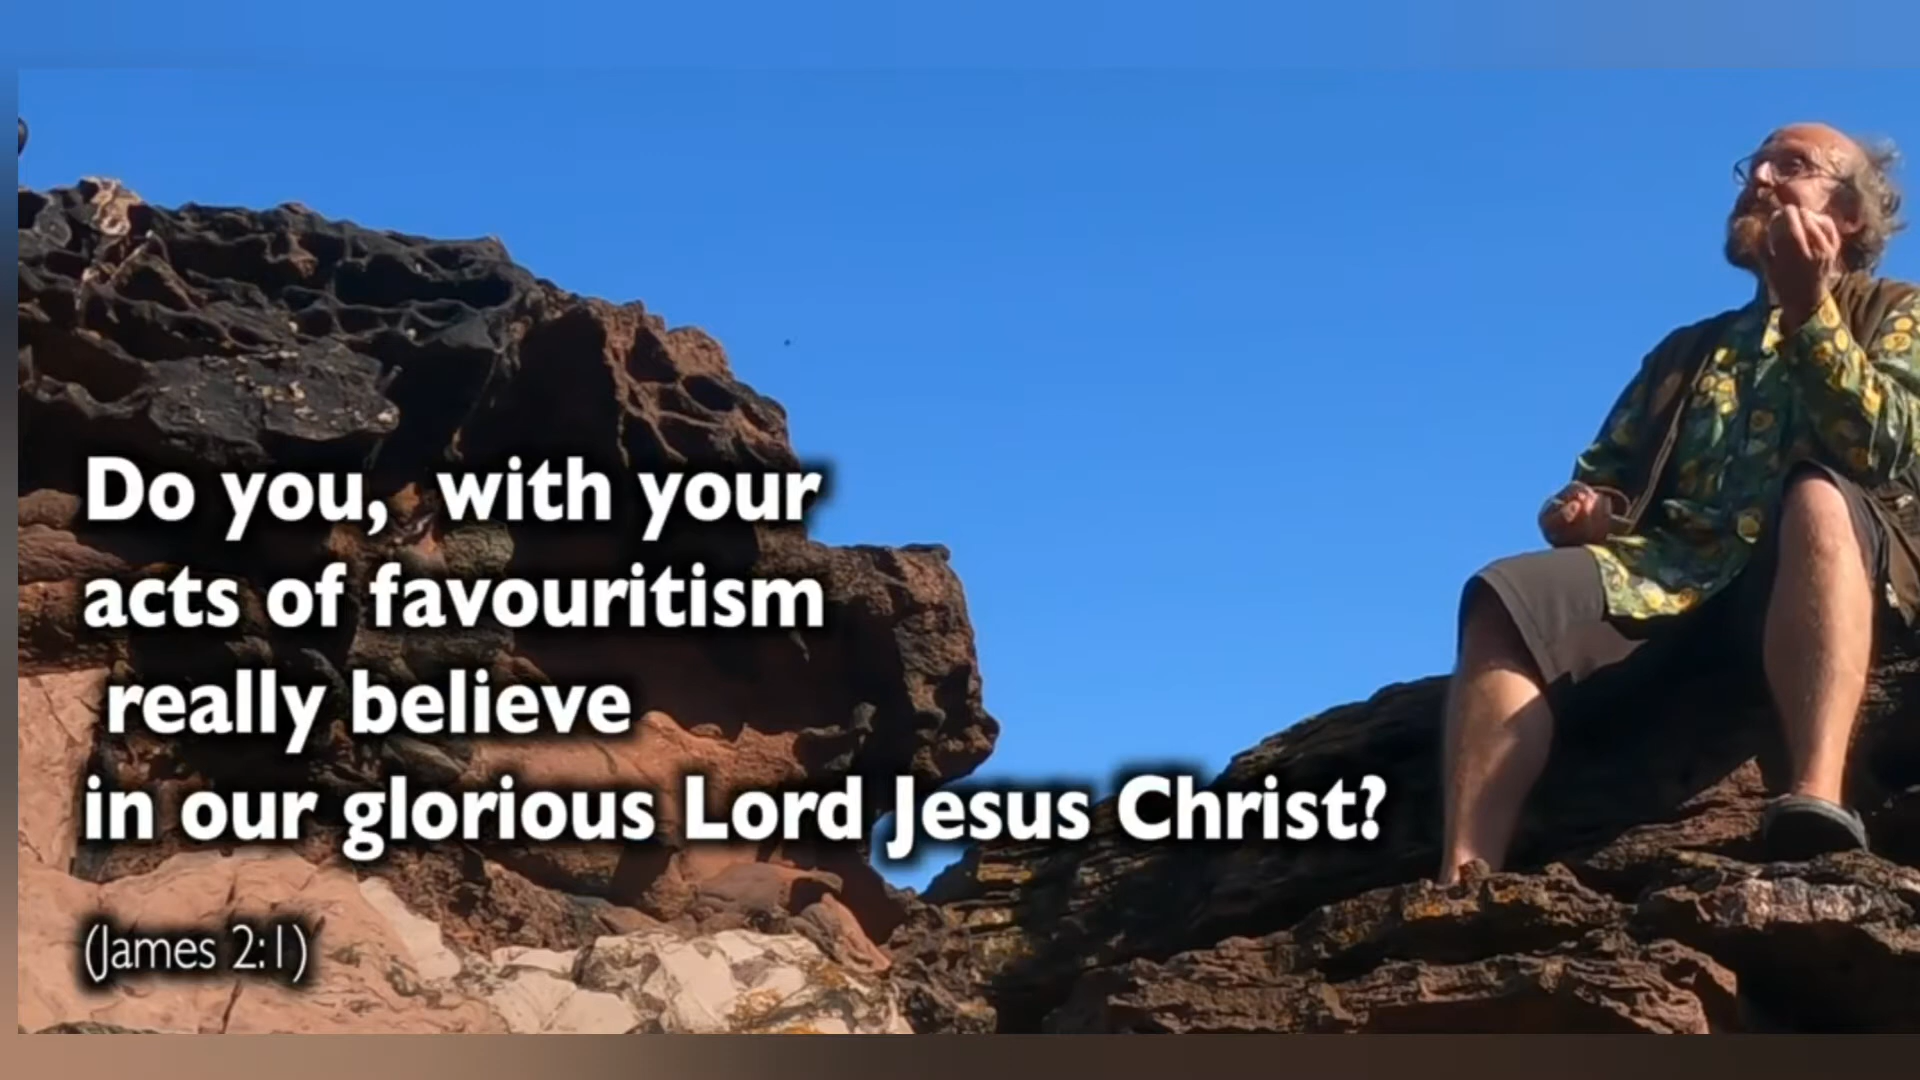 Do you,  with your
acts of favouritism
really believe
in our glorious Lord Jesus Christ?
(James 2:1)